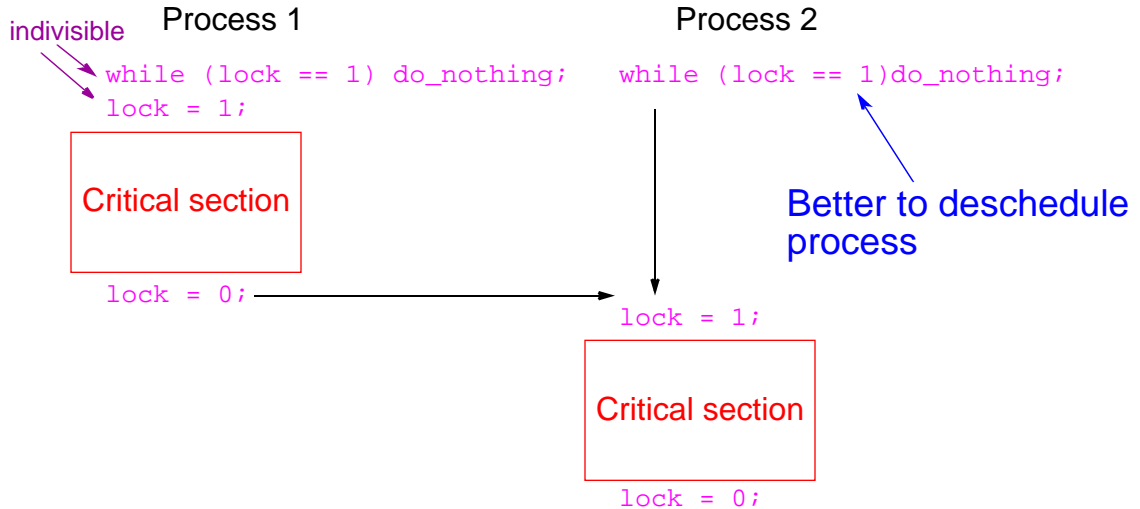 Process 1
Process 2
indivisible
while (lock == 1) do_nothing;
while (lock == 1)do_nothing;
lock = 1;
Critical section
Better to deschedule
process
lock = 0;
lock = 1;
Critical section
lock = 0;